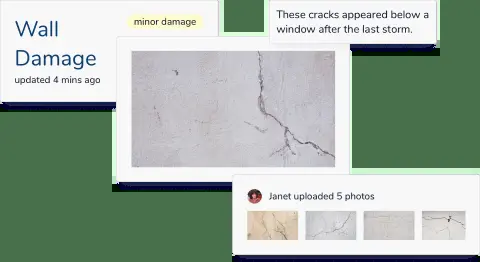 Wall
Damage
updated 4 mins ago
minor damage
These cracks appeared below a
window after the last storm.
Janet uploaded 5 photos